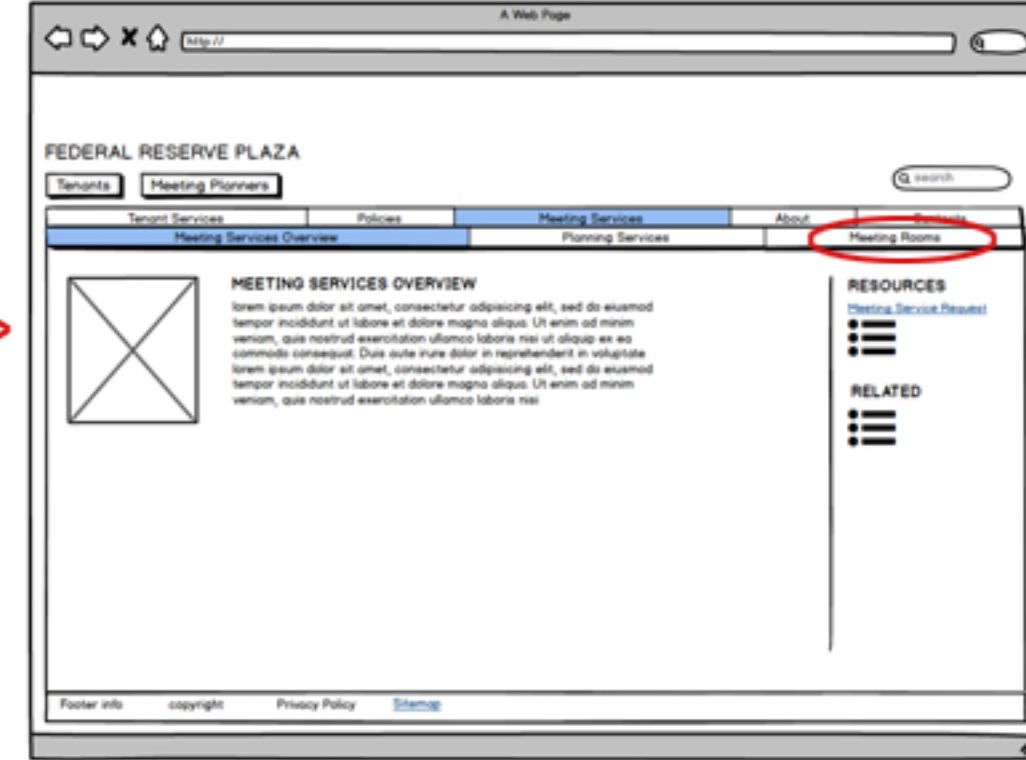 A Web Page
http://
FEDERAL RESERVE PLAZA
Tenants Meeting Planners
search
Tenant Services Policies Meeting Services About Contacts
Meeting Services Overview Planning Services Meeting Rooms
MEETING SERVICES OVERVIEW
lorem ipsum dolor sit amet, consectetur adipisicing elit, sed do eiusmod
tempor incididunt ut labore et dolore magna aliqua. Ut enim ad minim
veniam, quis nostrud exercitation ullamco laboris nisi ut aliquip ex ea
commodo consequat. Duis aute irure dolor in reprehenderit in voluptate
lorem ipsum dolor sit amet, consectetur adipisicing elit, sed do eiusmod
tempor incididunt ut labore et dolore magna aliqua. Ut enim ad minim
veniam, quis nostrud exercitation ullamco laboris nisi
RESOURCES
Meeting Service Request
RELATED
Footer info copyright Privacy Policy Sitemap